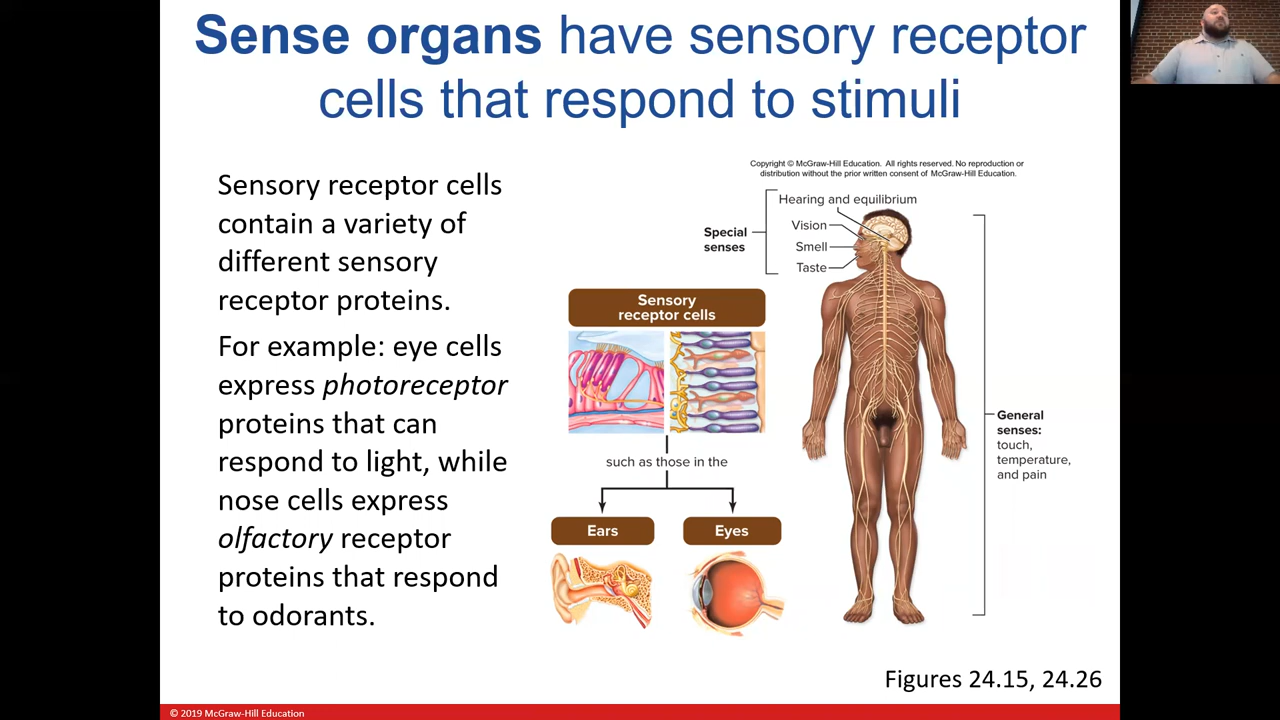 Sense organs have sensory receptor
cells that respond to stimuli
Sensory receptor cells
contain a variety of
different sensory
receptor proteins.
For example: eye cells
express photoreceptor
proteins that can
respond to light, while
nose cells express
olfactory receptor
proteins that respond
to odorants.
Copyright © McGraw-Hill Education. All rights reserved. No reproduction or
distribution without the prior written consent of McGraw-Hill Education.
Special
senses
Hearing and equilibrium
Vision
Smell
Taste
Sensory
receptor cells
such as those in the
Ears
Eyes
General
senses:
touch,
temperature,
and pain
Figures 24.15, 24.26
© 2019 McGraw-Hill Education